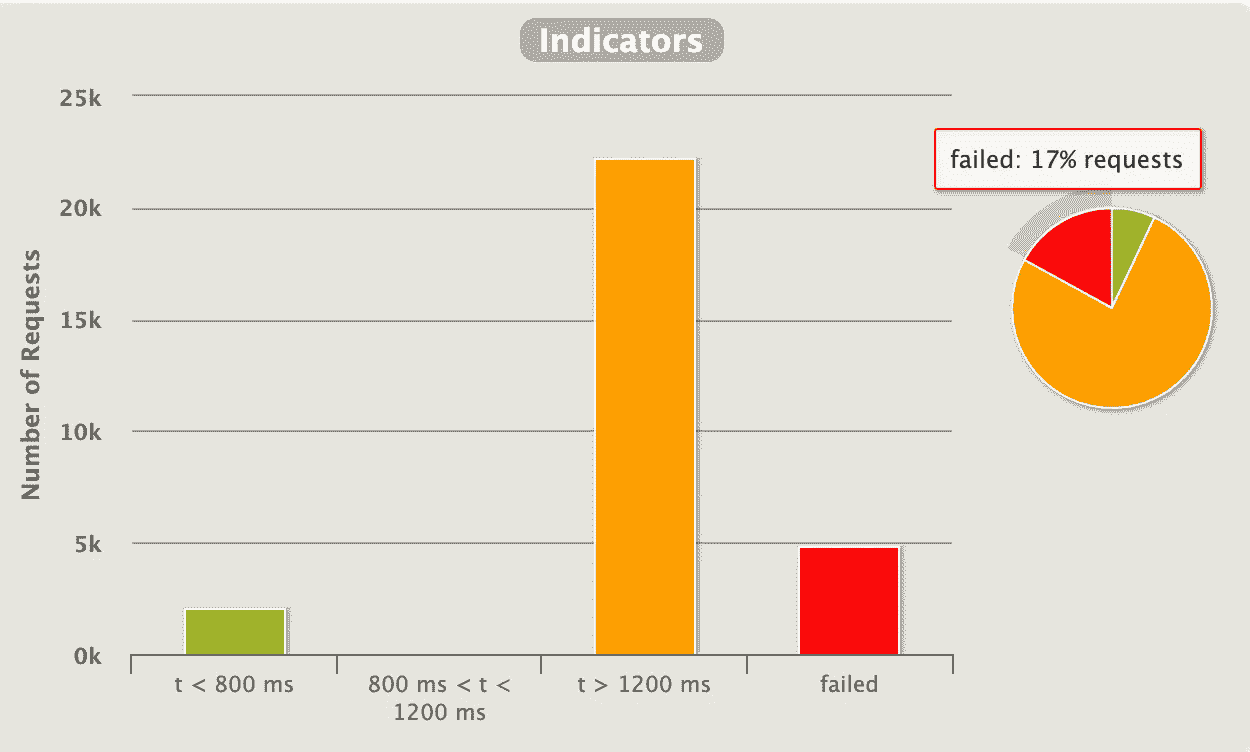 Indicators
25k
20k
15k
10k
5k
0k
Number of Requests
t < 800 ms
800 ms < t <
1200 ms
t > 1200 ms
failed
failed: 17% requests